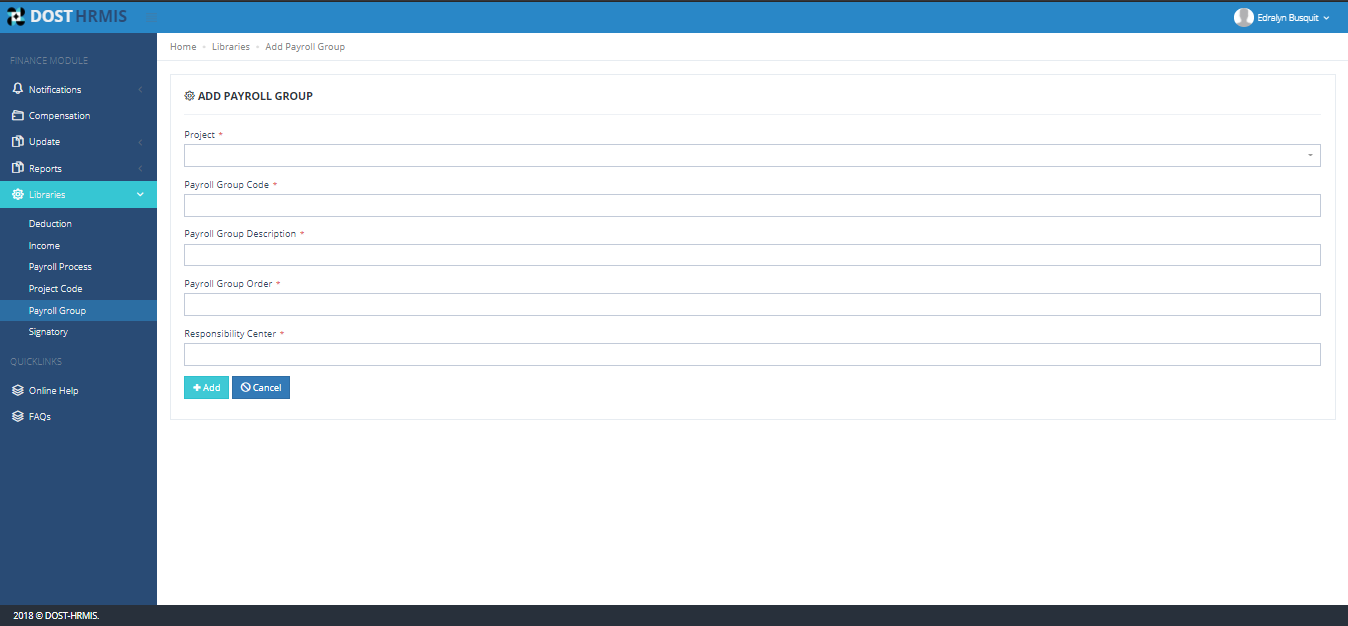 DOST HRMIS
Edralyn Busquit
Home - Libraries - Add Payroll Group
FINANCE MODULE
Notifications
Compensation
Update
Reports
Libraries
Deduction
Income
Payroll Process
Project Code
Payroll Group
Signatory
QUICKLINKS
Online Help
FAQs
ADD PAYROLL GROUP
Project *
Payroll Group Code *
Payroll Group Description *
Payroll Group Order *
Responsibility Center *
+ Add
Cancel
2018 © DOST-HRMIS.